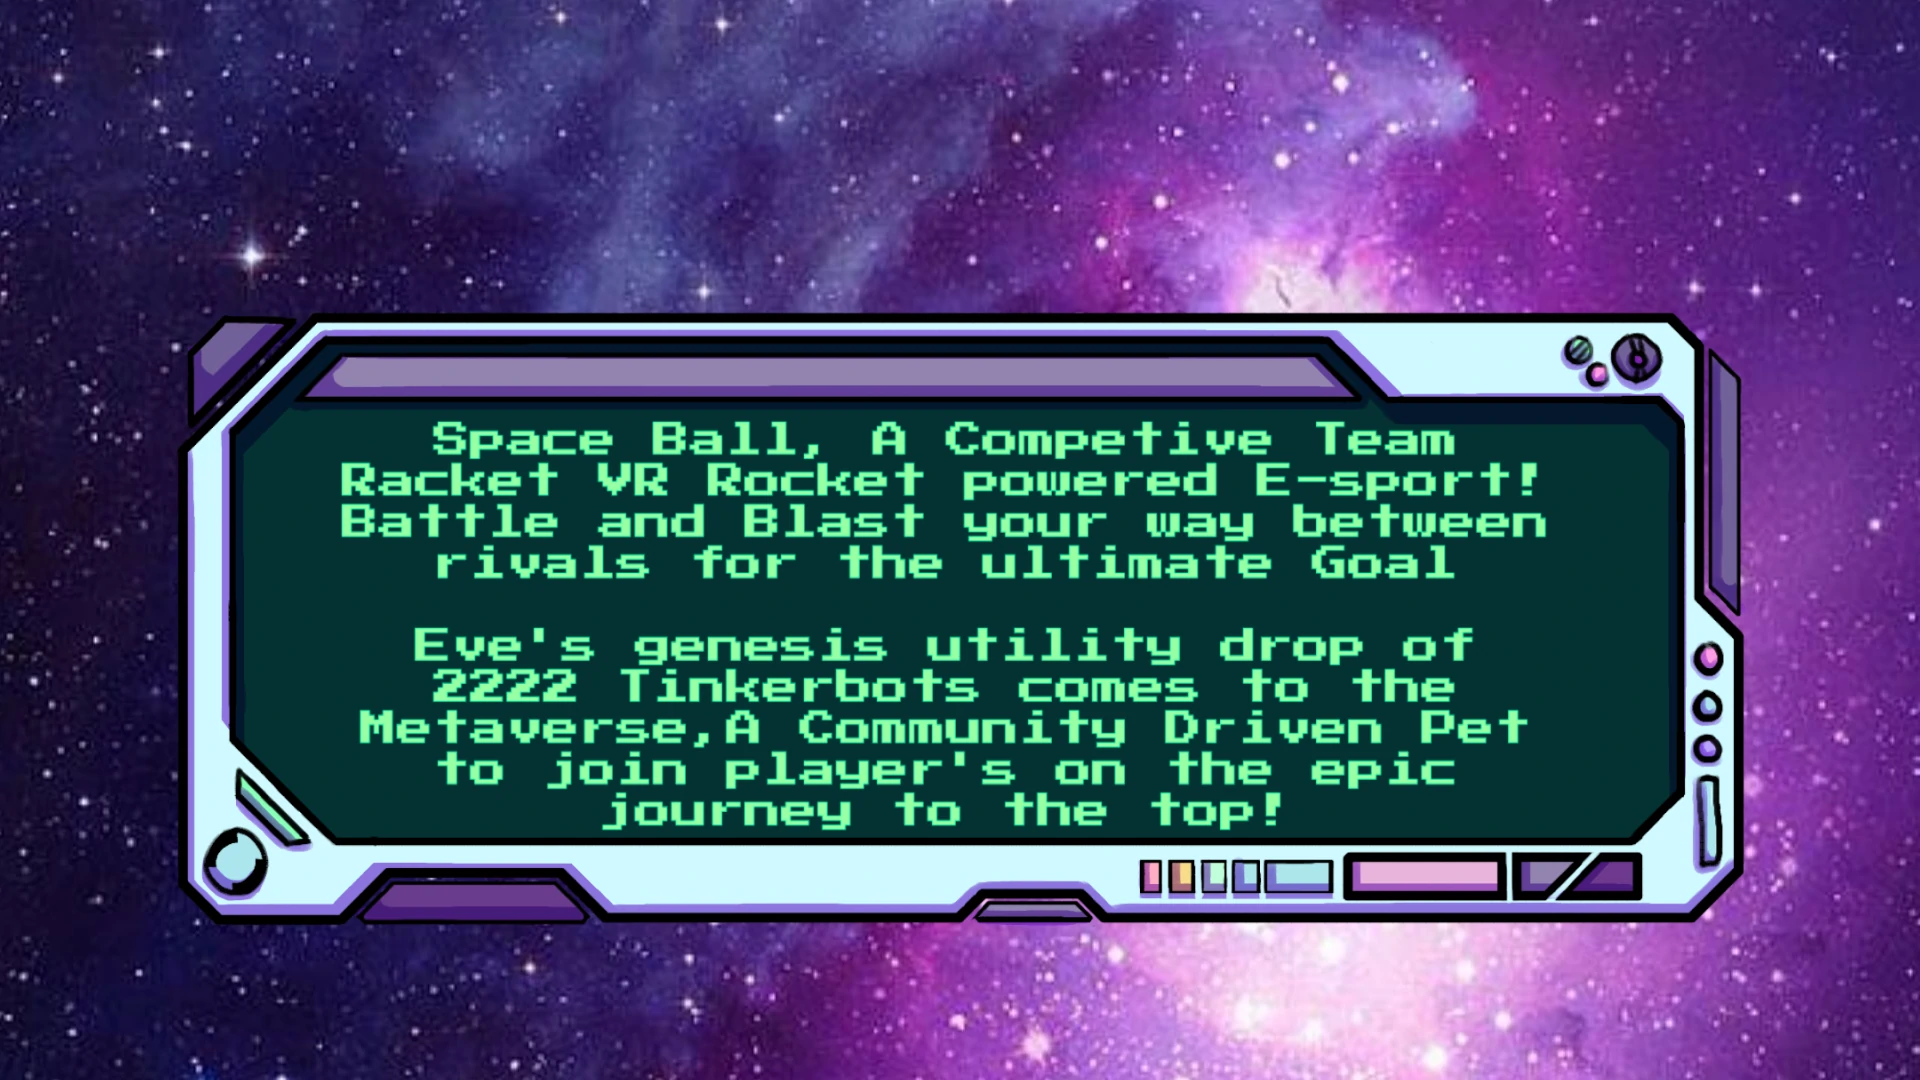 Space Ball, A Competive Team
Racket VR Rocket powered E-sport!
Battle and Blast your way between
rivals for the ultimate Goal
Eve's genesis utility drop of
2222 Tinkerbots comes to the
Metaverse,A Community Driven Pet
to join player's on the epic
journey to the top!